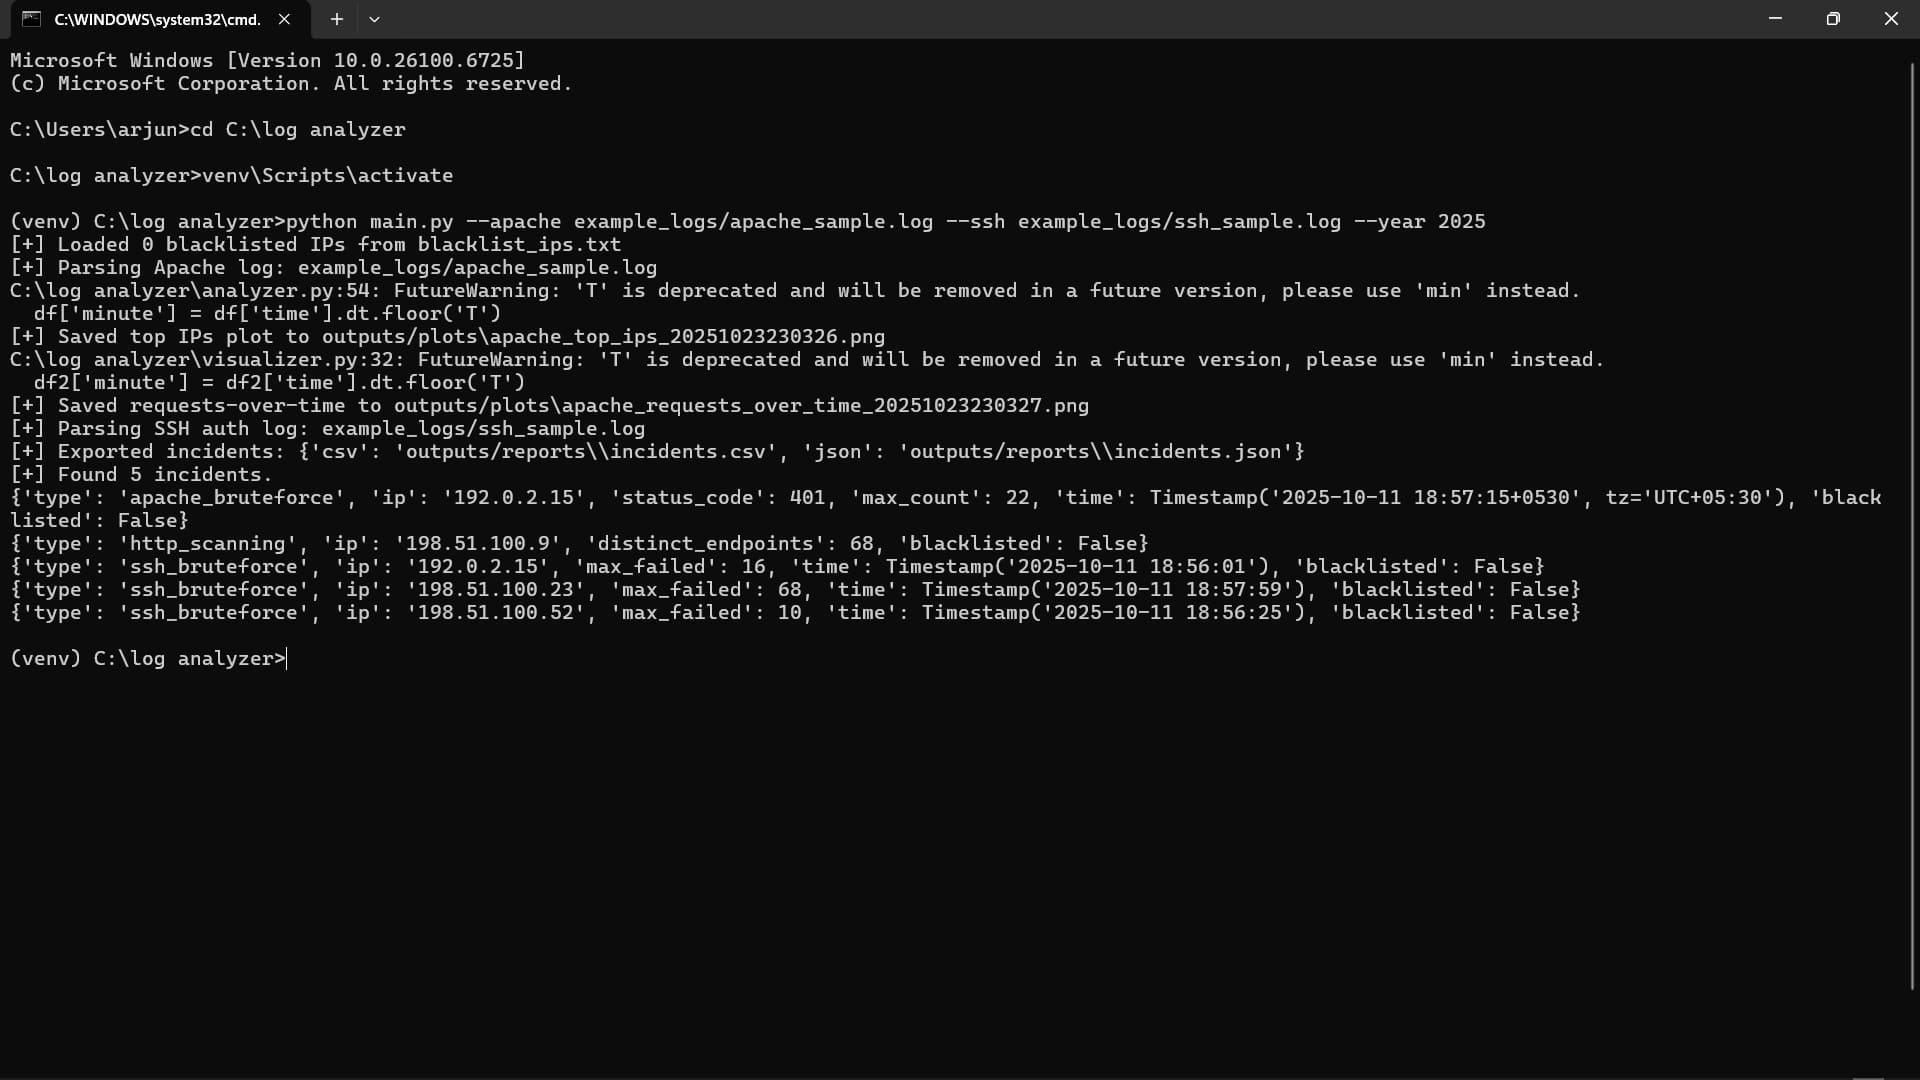 C:\WINDOWS\system32\cmd.
Microsoft Windows [Version 10.0.26100.6725]
(c) Microsoft Corporation. All rights reserved.
C:\Users\arjun>cd C:\log analyzer
C:\log analyzer>venv\Scripts\activate
(venv) C:\log analyzer>python main.py --apache example_logs/apache_sample.log --ssh example_logs/ssh_sample.log --year 2025
[+] Loaded 0 blacklisted IPs from blacklist_ips.txt
[+] Parsing Apache log: example_logs/apache_sample.log
C:\log analyzer\analyzer.py:54: FutureWarning: 'T' is deprecated and will be removed in a future version, please use 'min' instead.
  df['minute'] = df['time'].dt.floor('T')
[+] Saved top IPs plot to outputs/plots\apache_top_ips_20251023230326.png
C:\log analyzer\visualizer.py:32: FutureWarning: 'T' is deprecated and will be removed in a future version, please use 'min' instead.
  df2['minute'] = df2['time'].dt.floor('T')
[+] Saved requests-over-time to outputs/plots\apache_requests_over_time_20251023230327.png
[+] Parsing SSH auth log: example_logs/ssh_sample.log
[+] Exported incidents: {'csv': 'outputs/reports\\incidents.csv', 'json': 'outputs/reports\\incidents.json'}
[+] Found 5 incidents.
{'type': 'apache_bruteforce', 'ip': '192.0.2.15', 'status_code': 401, 'max_count': 22, 'time': Timestamp('2025-10-11 18:57:15+0530', tz='UTC+05:30'), 'black
listed': False}
{'type': 'http_scanning', 'ip': '198.51.100.9', 'distinct_endpoints': 68, 'blacklisted': False}
{'type': 'ssh_bruteforce', 'ip': '192.0.2.15', 'max_failed': 16, 'time': Timestamp('2025-10-11 18:56:01'), 'blacklisted': False}
{'type': 'ssh_bruteforce', 'ip': '198.51.100.23', 'max_failed': 68, 'time': Timestamp('2025-10-11 18:57:59'), 'blacklisted': False}
{'type': 'ssh_bruteforce', 'ip': '198.51.100.52', 'max_failed': 10, 'time': Timestamp('2025-10-11 18:56:25'), 'blacklisted': False}
(venv) C:\log analyzer>